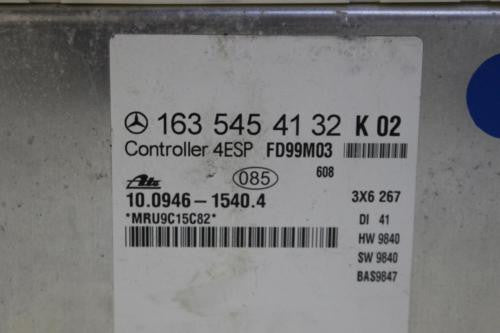 163 545 41 32 K 02
Controller 4ESP FD99M03
608
Ate 085
10.0946-1540.4 3X6 267
*MRU9C15C82* DI 41
HW 9840
SW 9840
BAS9847